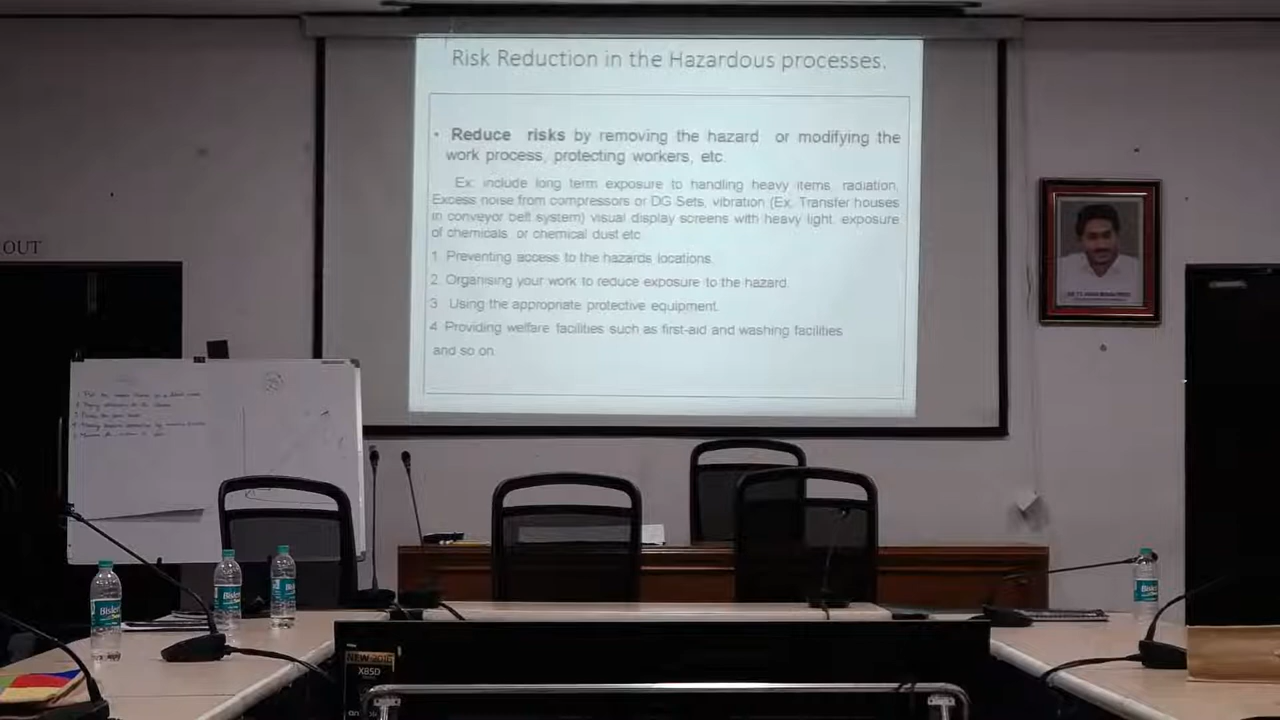 Risk Reduction in the Hazardous processes.
• Reduce risks by removing the hazard or modifying the
work process, protecting workers, etc.
Ex: include long term exposure to handling heavy items, radiation,
Excess noise from compressors or DG Sets, vibration (Ex. Transfer houses
in conveyor belt system) visual display screens with heavy light, exposure
of chemicals, or chemical dust etc.
1. Preventing access to the hazards locations.
2. Organising your work to reduce exposure to the hazard.
3. Using the appropriate protective equipment.
4. Providing welfare facilities such as first-aid and washing facilities
and so on.
OUT
Bisleri
Bisleri
Bisleri
Bisleri
NEW
X85D